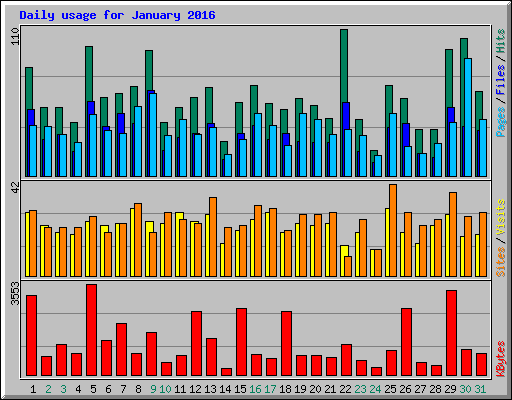 Daily usage for January 2016
110
Pages / Files / Hits
42
Sites / Visits
3553
KBytes
1 2 3 4 5 6 7 8 9 10 11 12 13 14 15 16 17 18 19 20 21 22 23 24 25 26 27 28 29 30 31